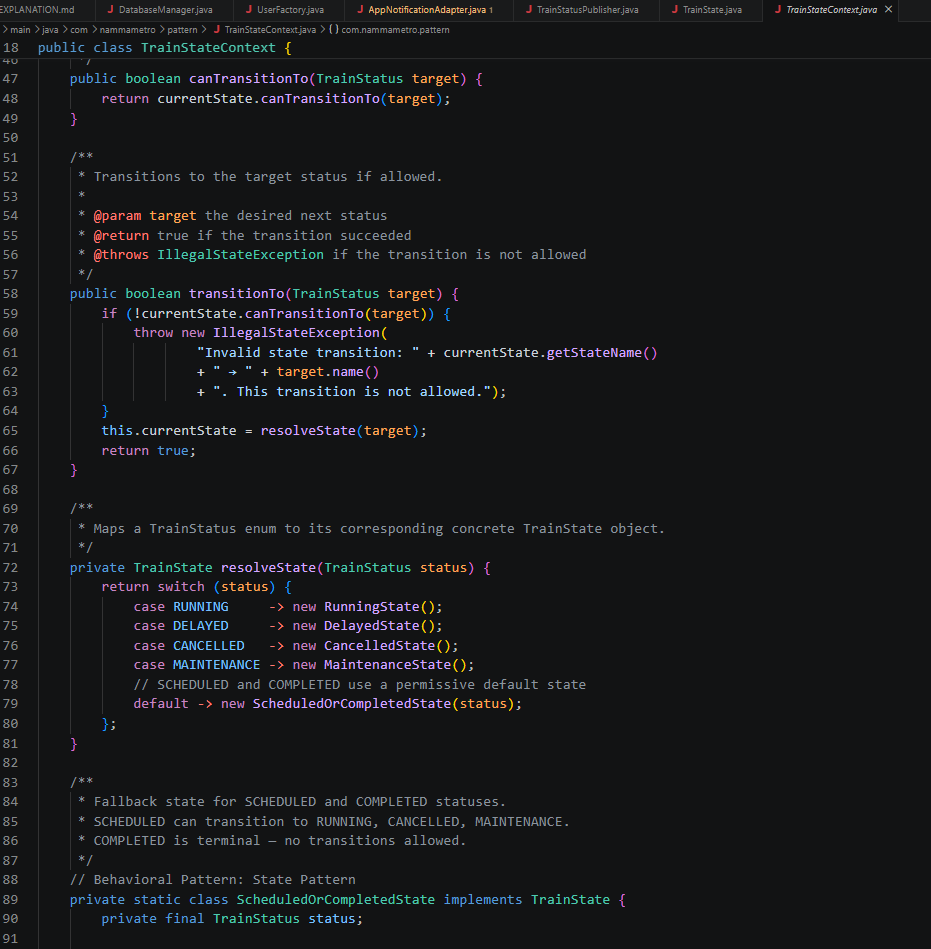 EXPLANATION.md J DatabaseManager.java J UserFactory.java J AppNotificationAdapter.java 1 J TrainStatusPublisher.java J TrainState.java J TrainStateContext.java ×
> main > java > com > nammametro > pattern > J TrainStateContext.java > {} com.nammametro.pattern
18 public class TrainStateContext {
46 */
47 public boolean canTransitionTo(TrainStatus target) {
48 return currentState.canTransitionTo(target);
49 }
50
51 /**
52 * Transitions to the target status if allowed.
53 *
54 * @param target the desired next status
55 * @return true if the transition succeeded
56 * @throws IllegalStateException if the transition is not allowed
57 */
58 public boolean transitionTo(TrainStatus target) {
59 if (!currentState.canTransitionTo(target)) {
60 throw new IllegalStateException(
61 "Invalid state transition: " + currentState.getStateName()
62 + " → " + target.name()
63 + ". This transition is not allowed.");
64 }
65 this.currentState = resolveState(target);
66 return true;
67 }
68
69 /**
70 * Maps a TrainStatus enum to its corresponding concrete TrainState object.
71 */
72 private TrainState resolveState(TrainStatus status) {
73 return switch (status) {
74 case RUNNING -> new RunningState();
75 case DELAYED -> new DelayedState();
76 case CANCELLED -> new CancelledState();
77 case MAINTENANCE -> new MaintenanceState();
78 // SCHEDULED and COMPLETED use a permissive default state
79 default -> new ScheduledOrCompletedState(status);
80 };
81 }
82
83 /**
84 * Fallback state for SCHEDULED and COMPLETED statuses.
85 * SCHEDULED can transition to RUNNING, CANCELLED, MAINTENANCE.
86 * COMPLETED is terminal — no transitions allowed.
87 */
88 // Behavioral Pattern: State Pattern
89 private static class ScheduledOrCompletedState implements TrainState {
90 private final TrainStatus status;
91